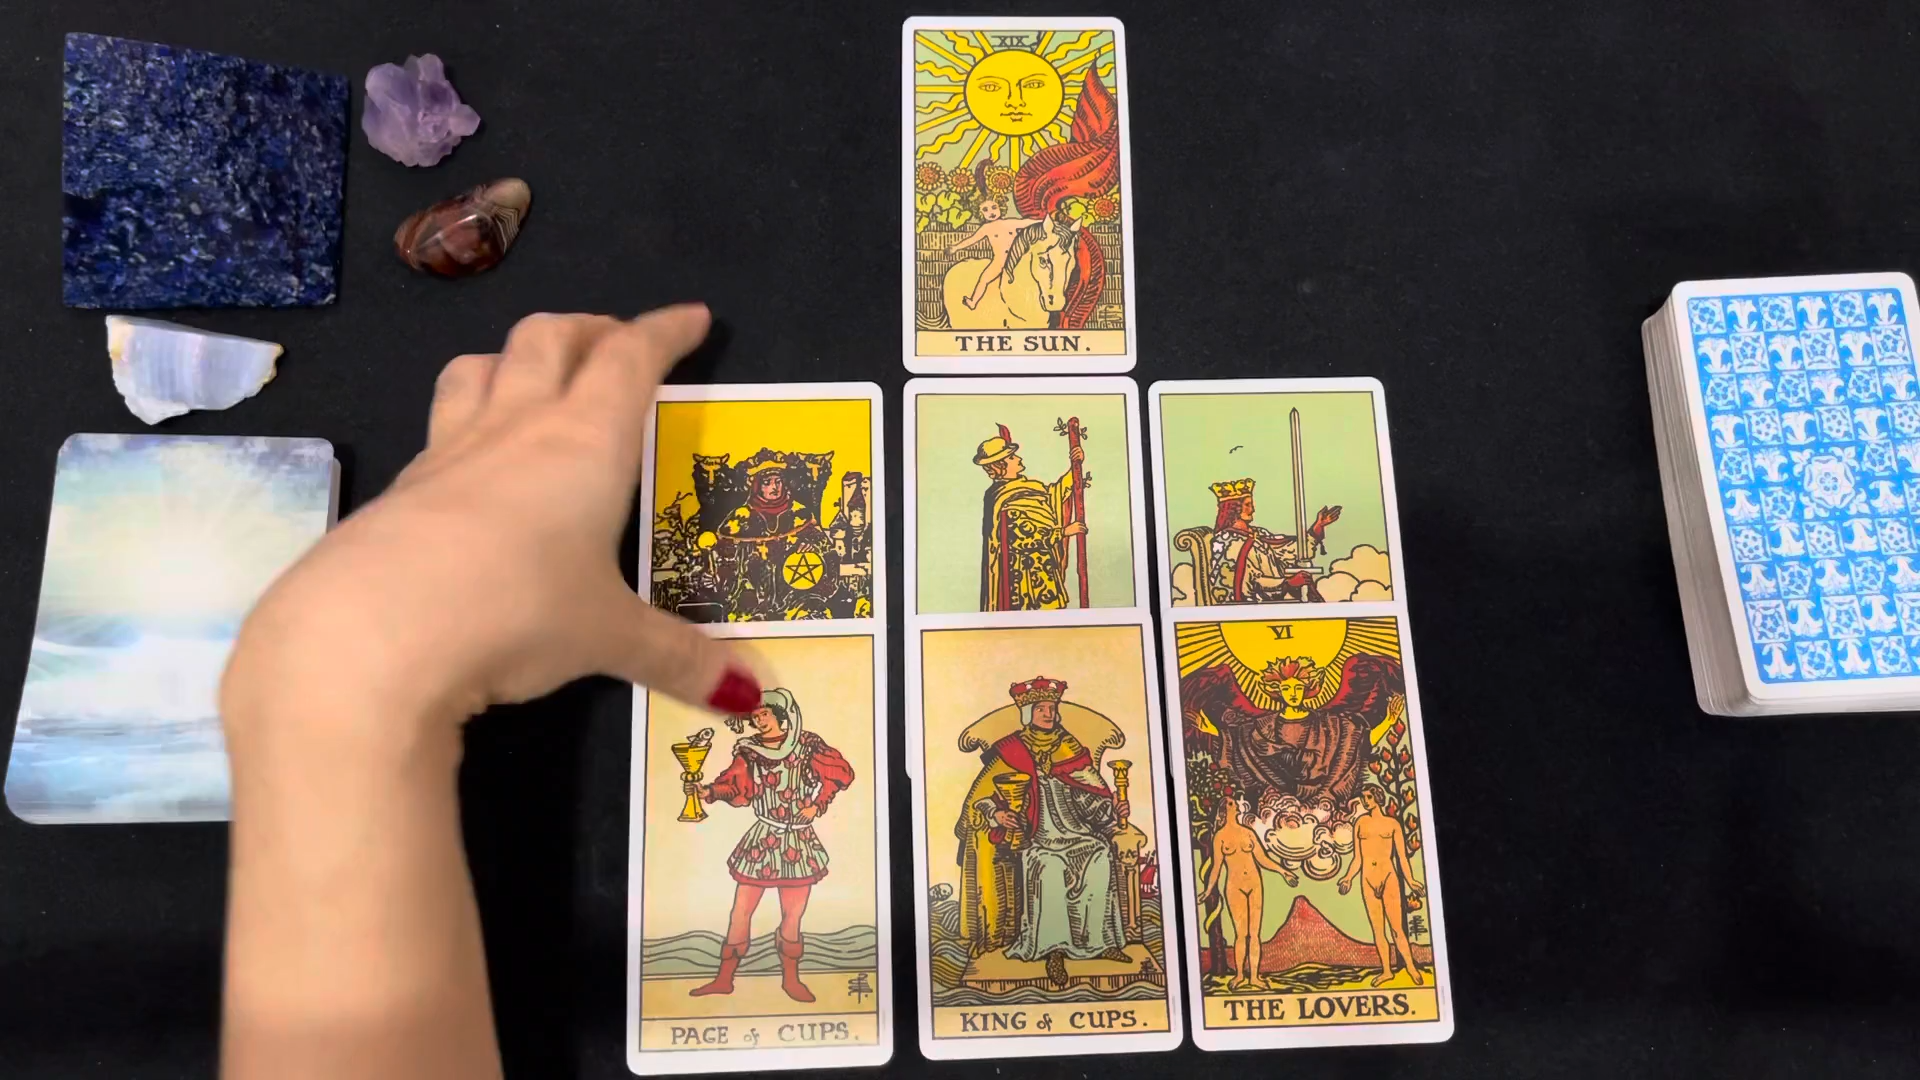 XIX
THE SUN.
VI
PAGE of CUPS.
KING of CUPS.
THE LOVERS.